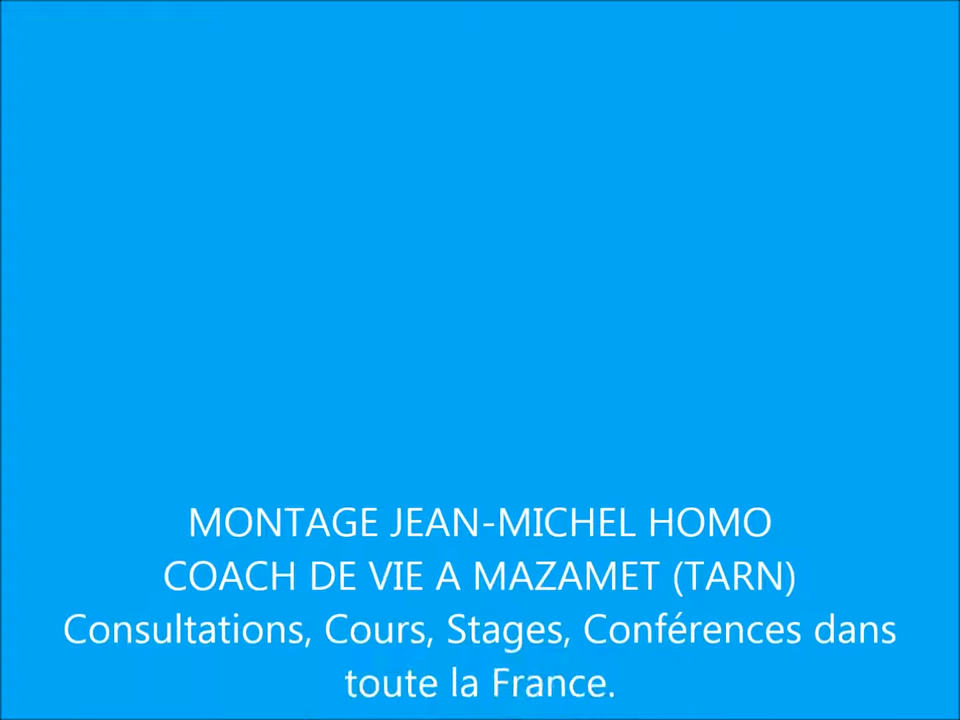 MONTAGE JEAN-MICHEL HOMO
COACH DE VIE A MAZAMET (TARN)
Consultations, Cours, Stages, Conférences dans
toute la France.